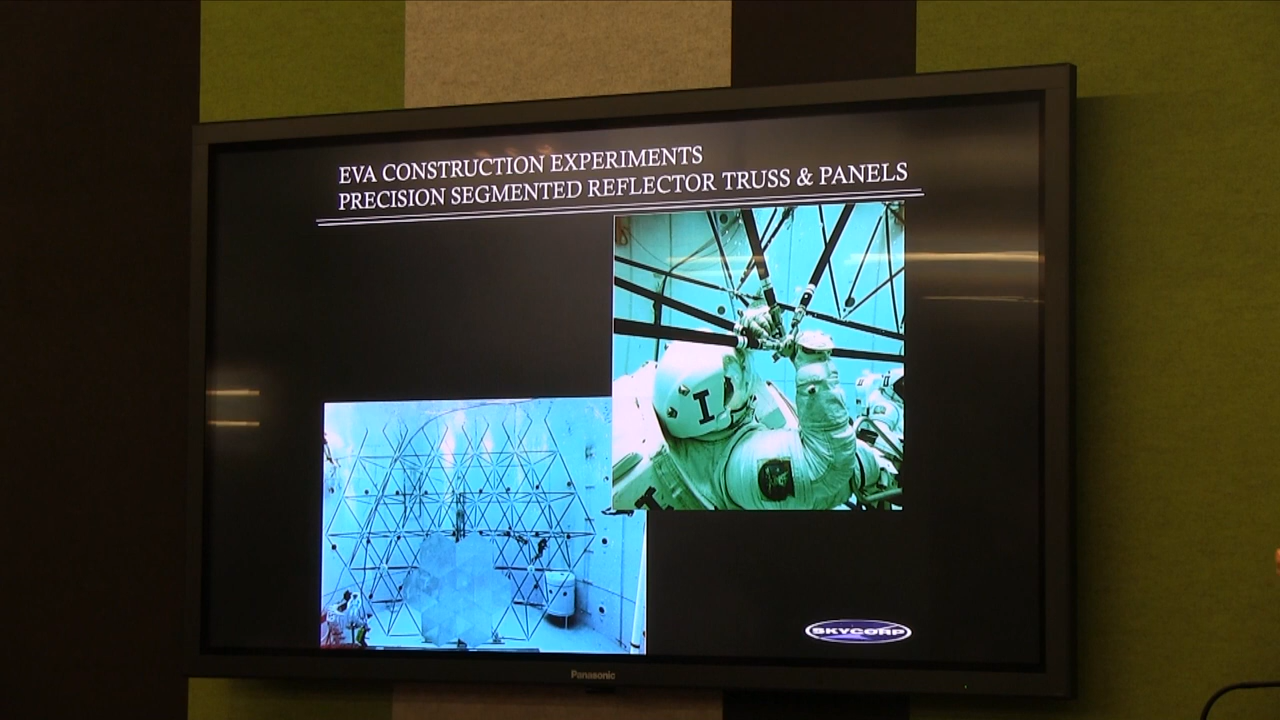 EVA CONSTRUCTION EXPERIMENTS
PRECISION SEGMENTED REFLECTOR TRUSS & PANELS
I
SKYCORP
Panasonic